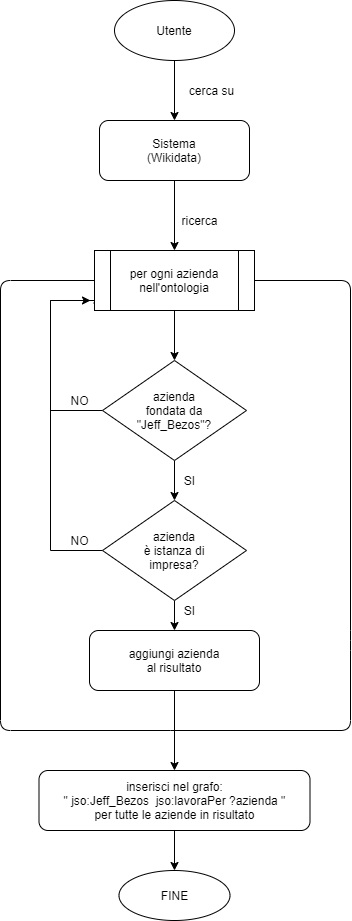 Utente
cerca su
Sistema
(Wikidata)
ricerca
per ogni azienda
nell'ontologia
azienda
fondata da
"Jeff_Bezos"?
NO
SI
azienda
è istanza di
impresa?
NO
SI
aggiungi azienda
al risultato
inserisci nel grafo:
" jso:Jeff_Bezos jso:lavoraPer ?azienda "
per tutte le aziende in risultato
FINE